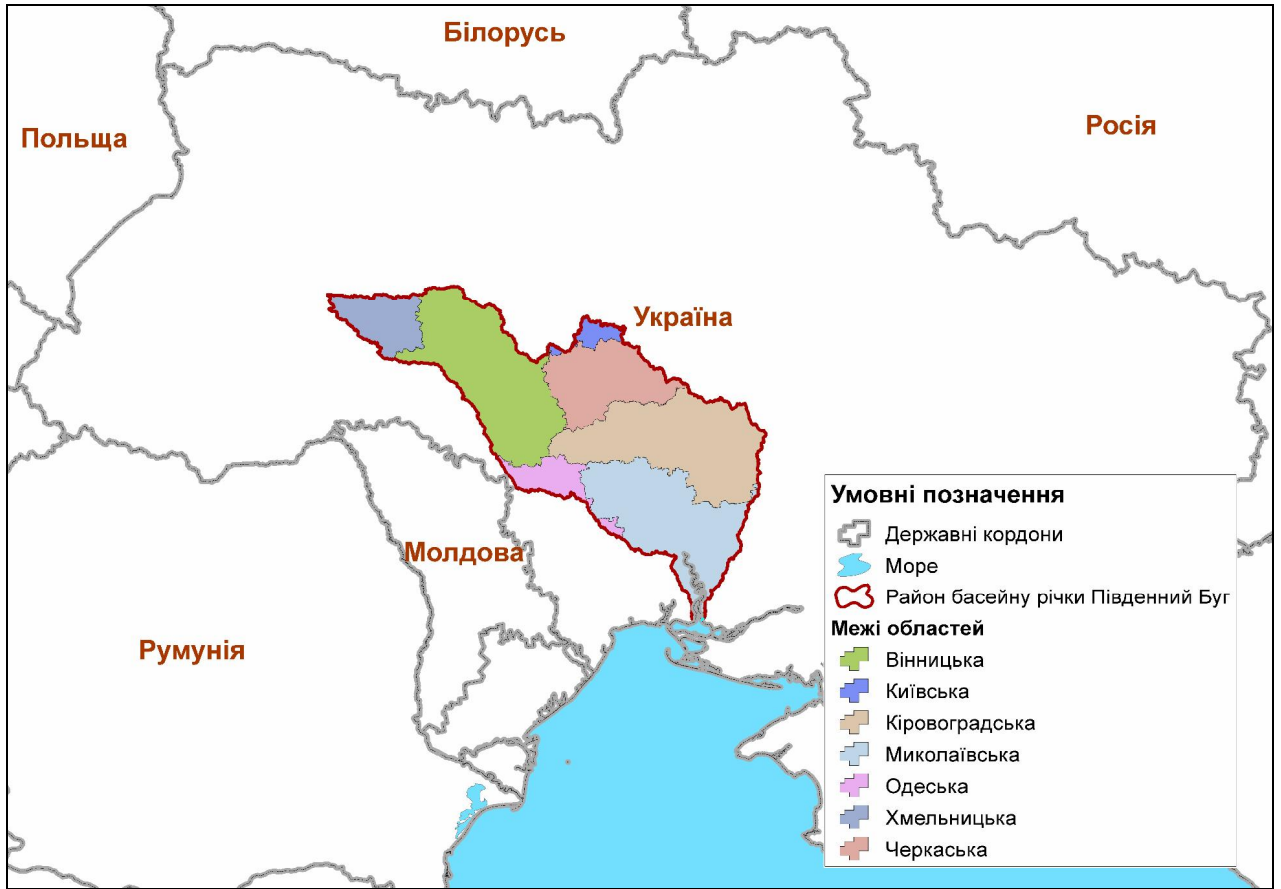 Білорусь
Польща
Росія
Україна
Молдова
Румунія
Умовні позначення
Державні кордони
Море
Район басейну річки Південний Буг
Межі областей
Вінницька
Київська
Кіровоградська
Миколаївська
Одеська
Хмельницька
Черкаська